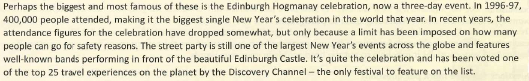 Perhaps the biggest and most famous of these is the Edinburgh Hogmanay celebration, now a three-day event. In 1996-97,
400,000 people attended, making it the biggest single New Year's celebration in the world that year. In recent years, the
attendance figures for the celebration have dropped somewhat, but only because a limit has been imposed on how many
people can go for safety reasons. The street party is still one of the largest New Year's events across the globe and features
well-known bands performing in front of the beautiful Edinburgh Castle. It's quite the celebration and has been voted one
of the top 25 travel experiences on the planet by the Discovery Channel – the only festival to feature on the list.